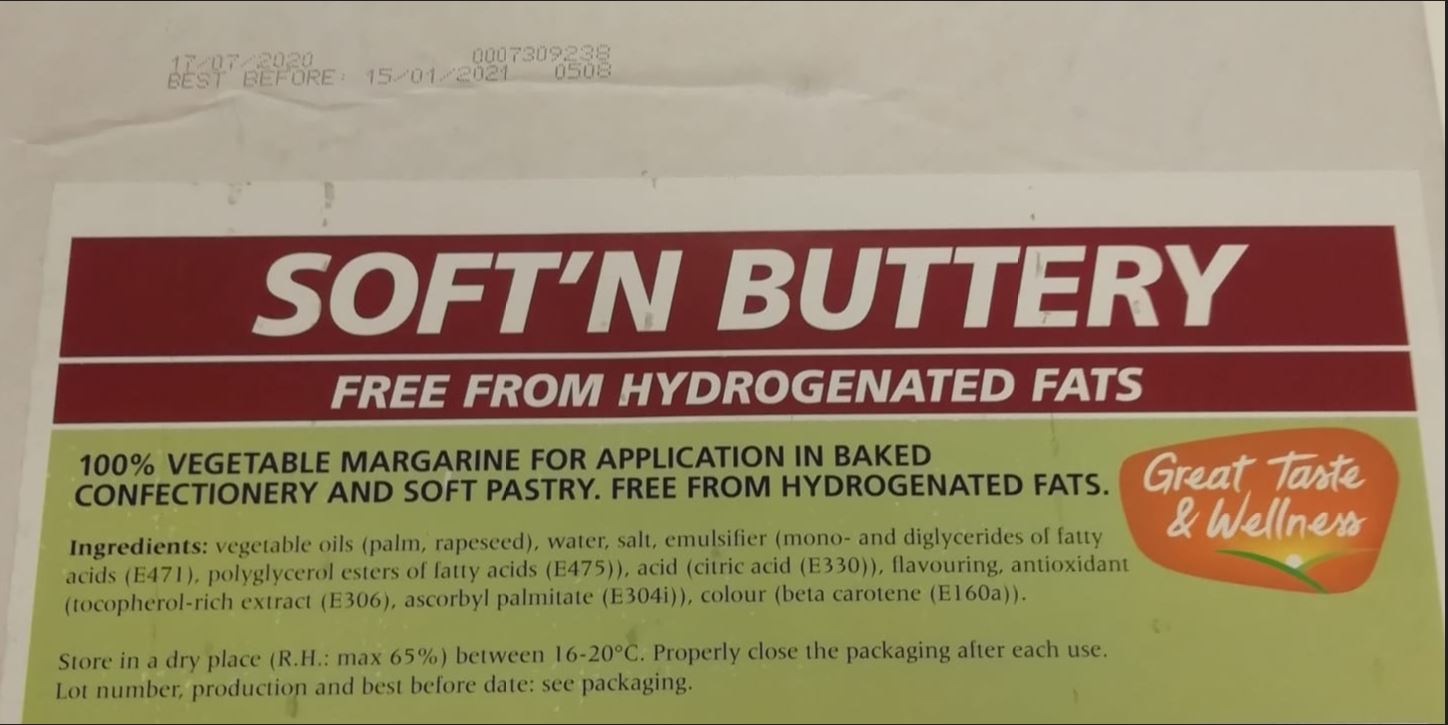 17/07/2020 0007309238
BEST BEFORE: 15/01/2021 0508
SOFT'N BUTTERY
FREE FROM HYDROGENATED FATS
100% VEGETABLE MARGARINE FOR APPLICATION IN BAKED
CONFECTIONERY AND SOFT PASTRY. FREE FROM HYDROGENATED FATS.
Great Taste
& Wellness
Ingredients: vegetable oils (palm, rapeseed), water, salt, emulsifier (mono- and diglycerides of fatty
acids (E471), polyglycerol esters of fatty acids (E475)), acid (citric acid (E330)), flavouring, antioxidant
(tocopherol-rich extract (E306), ascorbyl palmitate (E304i)), colour (beta carotene (E160a)).
Store in a dry place (R.H.: max 65%) between 16-20°C. Properly close the packaging after each use.
Lot number, production and best before date: see packaging.